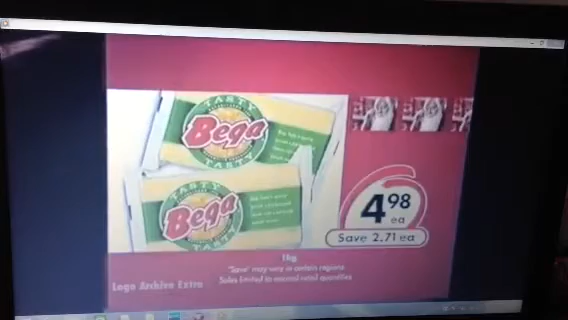 TASTY
Bega
TASTY
TASTY
Bega
TASTY
4 98
ea
Save 2.71 ea
1kg
'Save' may vary in certain regions
Sales limited to normal retail quantities
Logo Archive Extra